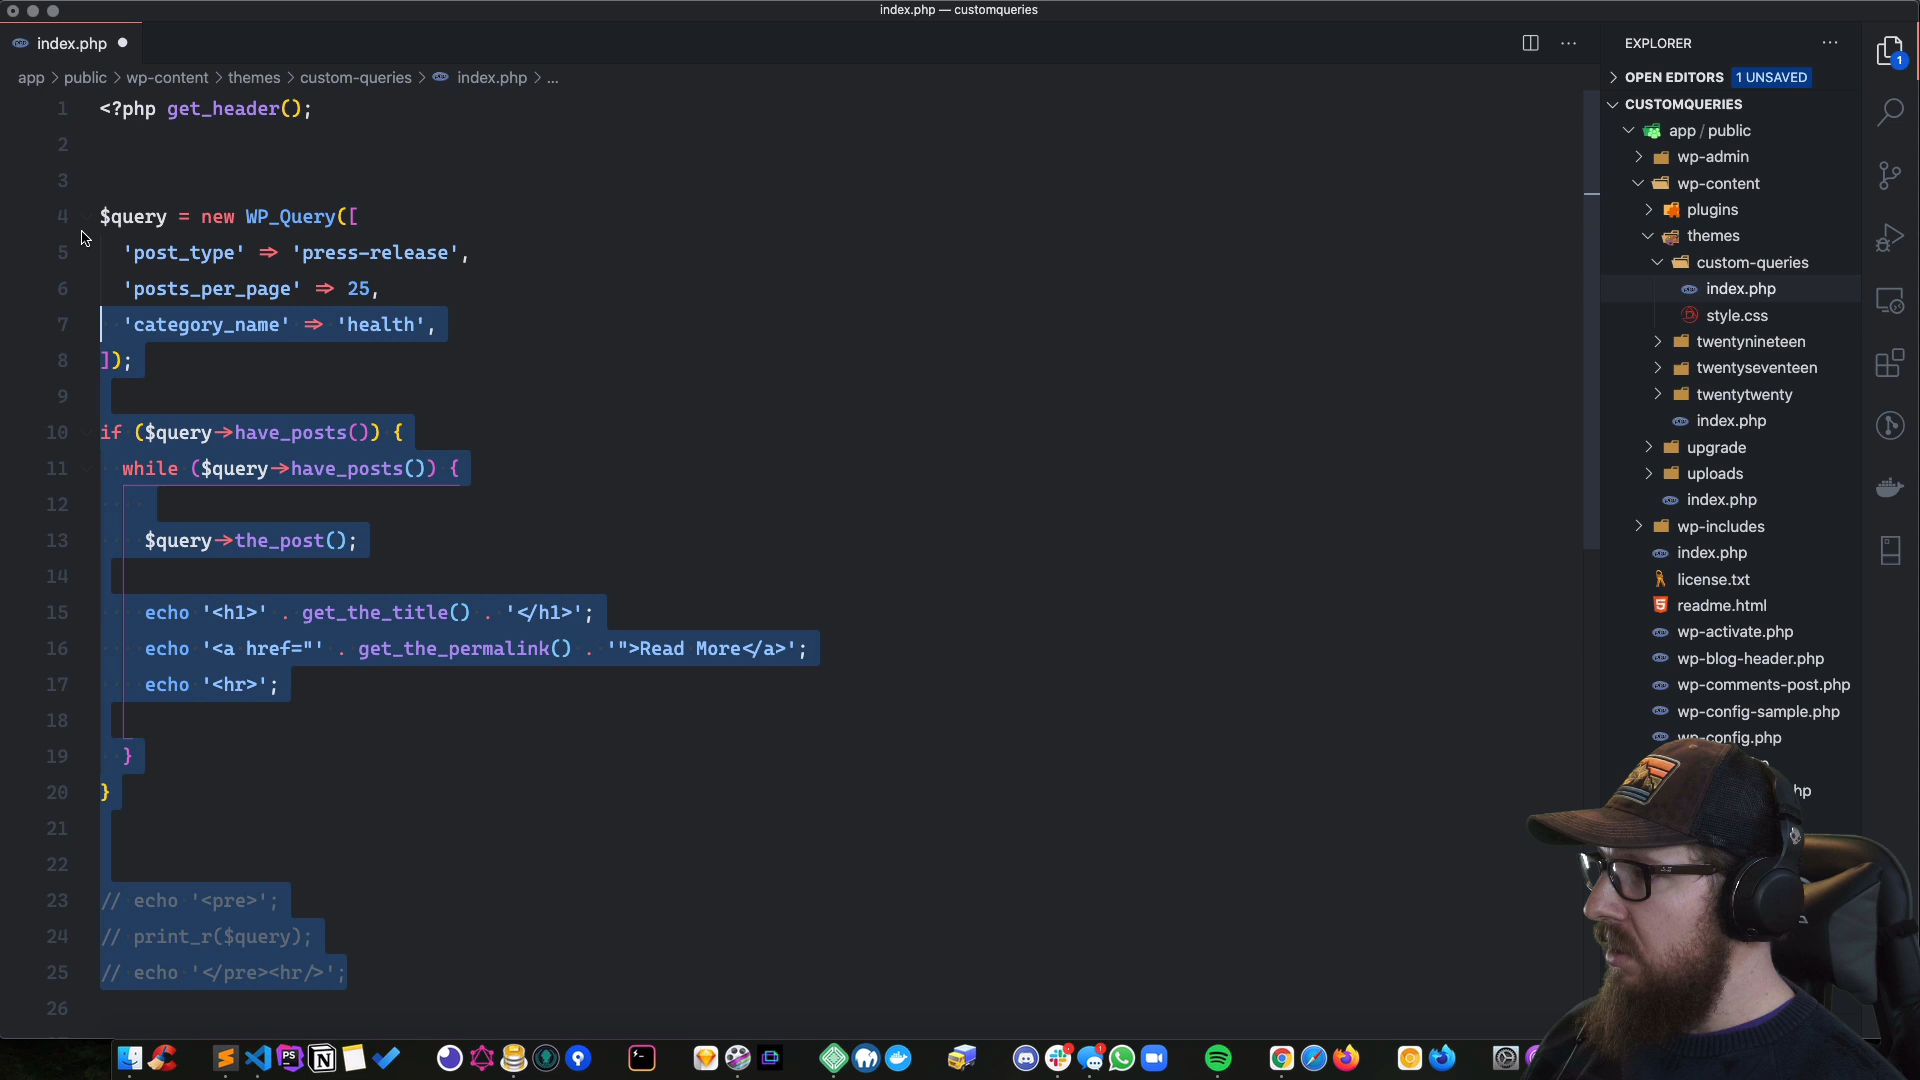 index.php — customqueries
index.php
app > public > wp-content > themes > custom-queries > index.php > ...
1 <?php get_header();
2
3
4 $query = new WP_Query([
5 'post_type' => 'press-release',
6 'posts_per_page' => 25,
7 'category_name' => 'health',
8 ]);
9
10 if ($query->have_posts()) {
11 while ($query->have_posts()) {
12
13 $query->the_post();
14
15 echo '<h1>' . get_the_title() . '</h1>';
16 echo '<a href="' . get_the_permalink() . '">Read More</a>';
17 echo '<hr>';
18
19 }
20 }
21
22
23 // echo '<pre>';
24 // print_r($query);
25 // echo '</pre><hr/>';
26
EXPLORER
OPEN EDITORS 1 UNSAVED
CUSTOMQUERIES
app / public
wp-admin
wp-content
plugins
themes
custom-queries
index.php
style.css
twentynineteen
twentyseventeen
twentytwenty
index.php
upgrade
uploads
index.php
wp-includes
index.php
license.txt
readme.html
wp-activate.php
wp-blog-header.php
wp-comments-post.php
wp-config-sample.php
wp-config.php
hp
1
PS
1